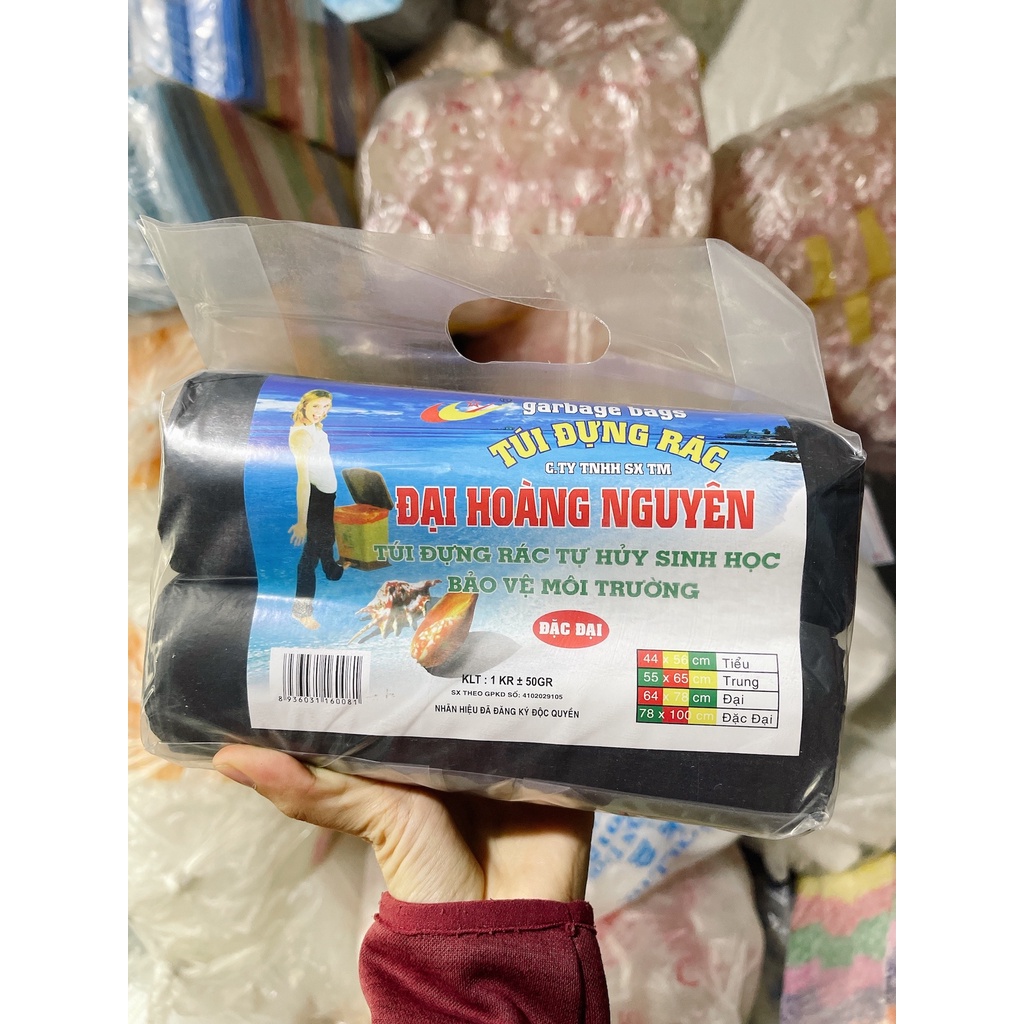 garbage bags
TÚI ĐỰNG RÁC
C.TY TNHH SX TM
ĐẠI HOÀNG NGUYÊN
TÚI ĐỰNG RÁC TỰ HỦY SINH HỌC
BẢO VỆ MÔI TRƯỜNG
ĐẶC ĐẠI
KLT : 1 KR ± 50GR
SX THEO GPKD SỐ: 4102029105
NHÃN HIỆU ĐÃ ĐĂNG KÝ ĐỘC QUYỀN
8 936031 160081
44 x 56 cm Tiểu
55 x 65 cm Trung
64 x 78 cm Đại
78 x 100 cm Đặc Đại